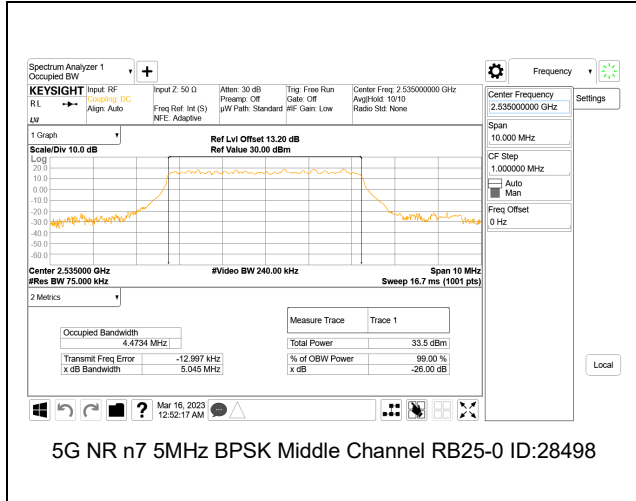 Spectrum Analyzer 1
Occupied BW
+
Frequency
KEYSIGHT
RL
LXI
Input: RF
Coupling: DC
Align: Auto
Input Z: 50 Ω
Freq Ref: Int (S)
NFE: Adaptive
Atten: 30 dB
Preamp: Off
µW Path: Standard
Trig: Free Run
Gate: Off
#IF Gain: Low
Center Freq: 2.535000000 GHz
Avg|Hold: 10/10
Radio Std: None
Center Frequency
2.535000000 GHz
Settings
Span
10.000 MHz
CF Step
1.000000 MHz
Auto
Man
Freq Offset
0 Hz
1 Graph
Scale/Div 10.0 dB
Ref Lvl Offset 13.20 dB
Ref Value 30.00 dBm
Log
20.0
10.0
0.00
-10.0
-20.0
-30.0
-40.0
-50.0
-60.0
Center 2.535000 GHz
#Video BW 240.00 kHz
Span 10 MHz
#Res BW 75.000 kHz
Sweep 16.7 ms (1001 pts)
2 Metrics
Measure Trace Trace 1
Occupied Bandwidth
4.4734 MHz
Total Power 33.5 dBm
Transmit Freq Error -12.997 kHz
% of OBW Power 99.00 %
x dB Bandwidth 5.045 MHz
x dB -26.00 dB
Local
?
Mar 16, 2023
12:52:17 AM
5G NR n7 5MHz BPSK Middle Channel RB25-0 ID:28498